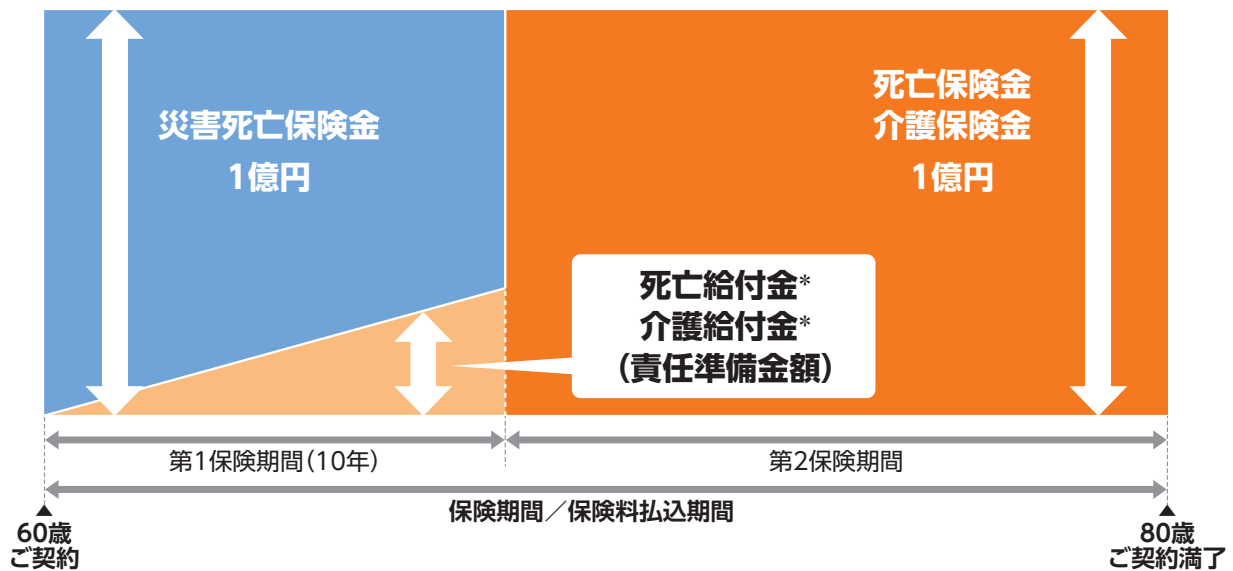 災害死亡保険金
1億円
死亡保険金
介護保険金
1億円
死亡給付金*
介護給付金*
（責任準備金額）
第1保険期間（10年）
第2保険期間
保険期間／保険料払込期間
60歳
ご契約
80歳
ご契約満了